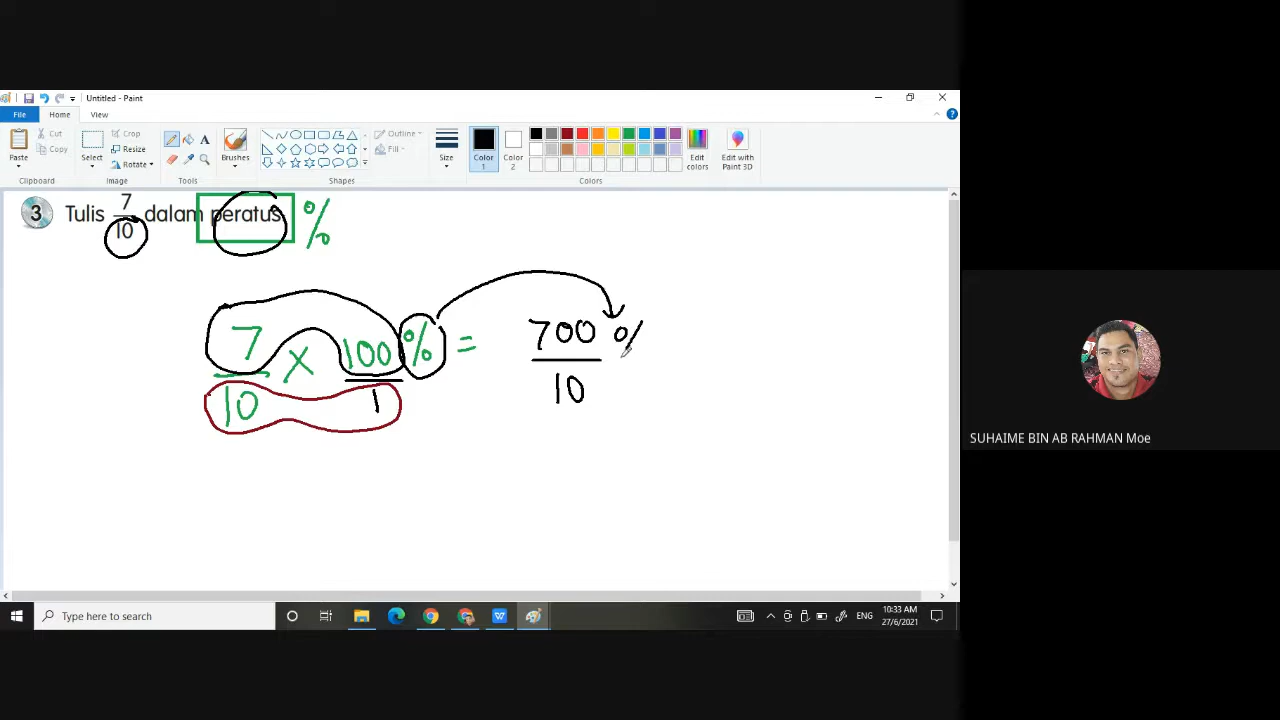 Untitled - Paint
File Home View
Cut
Copy
Paste
Crop
Resize
Rotate
Select
Brushes
Outline
Fill
Size
Color 1
Color 2
Edit colors
Edit with Paint 3D
Clipboard
Image
Tools
Shapes
Colors
3 Tulis 7/10 dalam peratus %
7/10 X 100/1 % = 700/10 %
SUHAIME BIN AB RAHMAN Moe
Type here to search
ENG
10:33 AM
27/6/2021